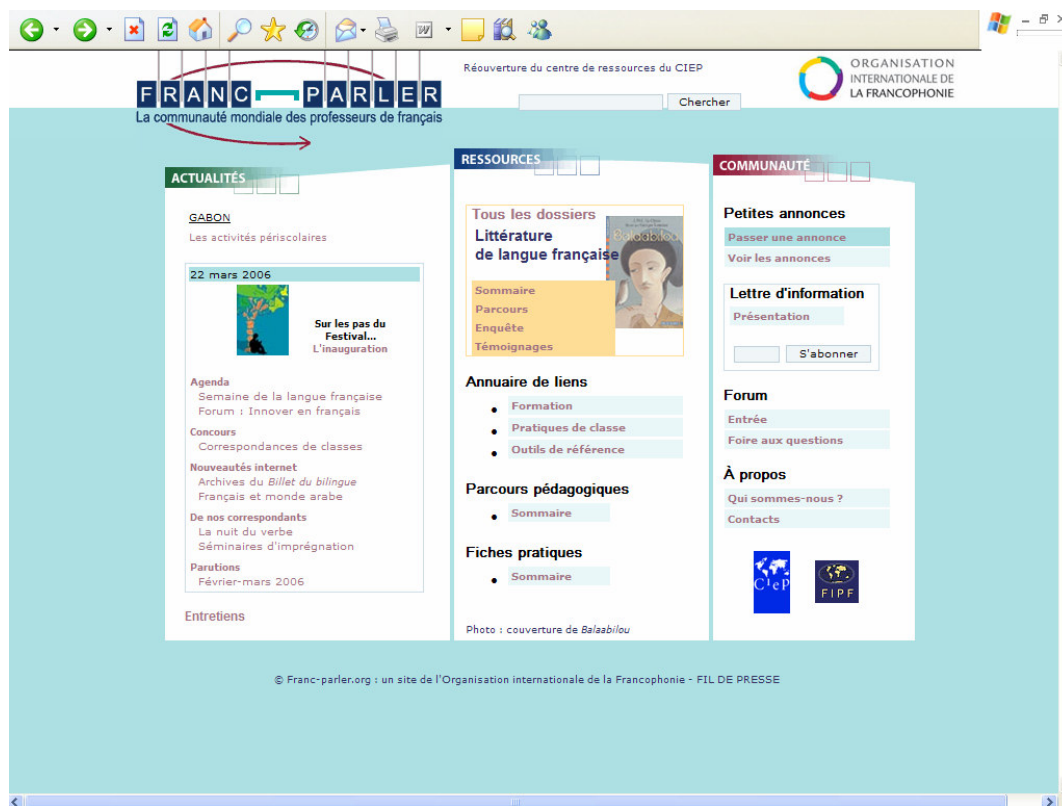 Réouverture du centre de ressources du CIEP
Chercher
ORGANISATION
INTERNATIONALE DE
LA FRANCOPHONIE
FRANC PARLER
La communauté mondiale des professeurs de français
ACTUALITÉS
GABON
Les activités périscolaires
22 mars 2006
Sur les pas du
Festival...
L'inauguration
Agenda
Semaine de la langue française
Forum : Innover en français
Concours
Correspondances de classes
Nouveautés internet
Archives du Billet du bilingue
Français et monde arabe
De nos correspondants
La nuit du verbe
Séminaires d'imprégnation
Parutions
Février-mars 2006
Entretiens
RESSOURCES
Tous les dossiers
Littérature
de langue française
Balaabilou
Sommaire
Parcours
Enquête
Témoignages
Annuaire de liens
Formation
Pratiques de classe
Outils de référence
Parcours pédagogiques
Sommaire
Fiches pratiques
Sommaire
Photo : couverture de Balaabilou
COMMUNAUTÉ
Petites annonces
Passer une annonce
Voir les annonces
Lettre d'information
Présentation
S'abonner
Forum
Entrée
Foire aux questions
À propos
Qui sommes-nous ?
Contacts
CIeP
FIPF
© Franc-parler.org : un site de l'Organisation internationale de la Francophonie - FIL DE PRESSE